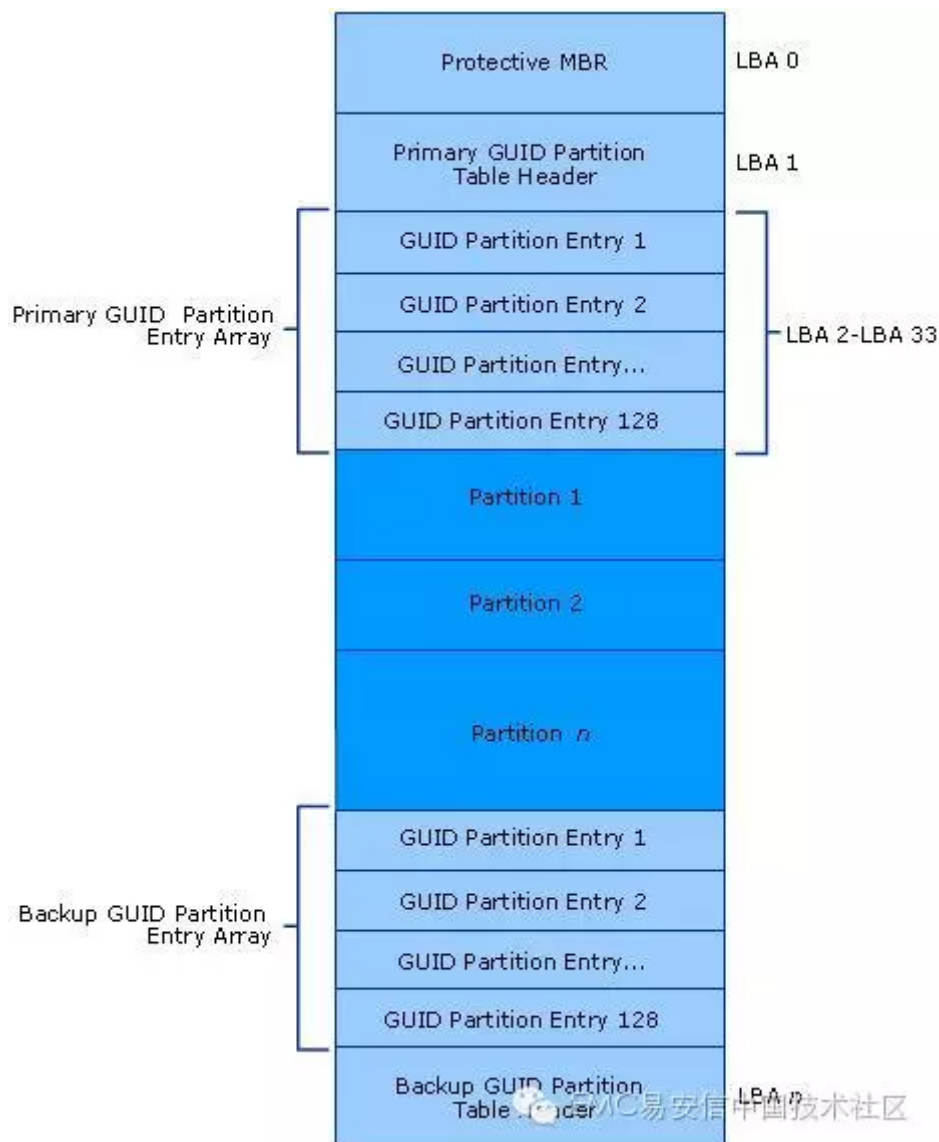 Protective MBR
LBA 0
Primary GUID Partition
Table Header
LBA 1
GUID Partition Entry 1
GUID Partition Entry 2
Primary GUID Partition
Entry Array
LBA 2-LBA 33
GUID Partition Entry...
GUID Partition Entry 128
Partition 1
Partition 2
Partition n
GUID Partition Entry 1
GUID Partition Entry 2
Backup GUID Partition
Entry Array
GUID Partition Entry...
GUID Partition Entry 128
Backup GUID Partition
Table Header
LBA n
EMC易安信中国技术社区